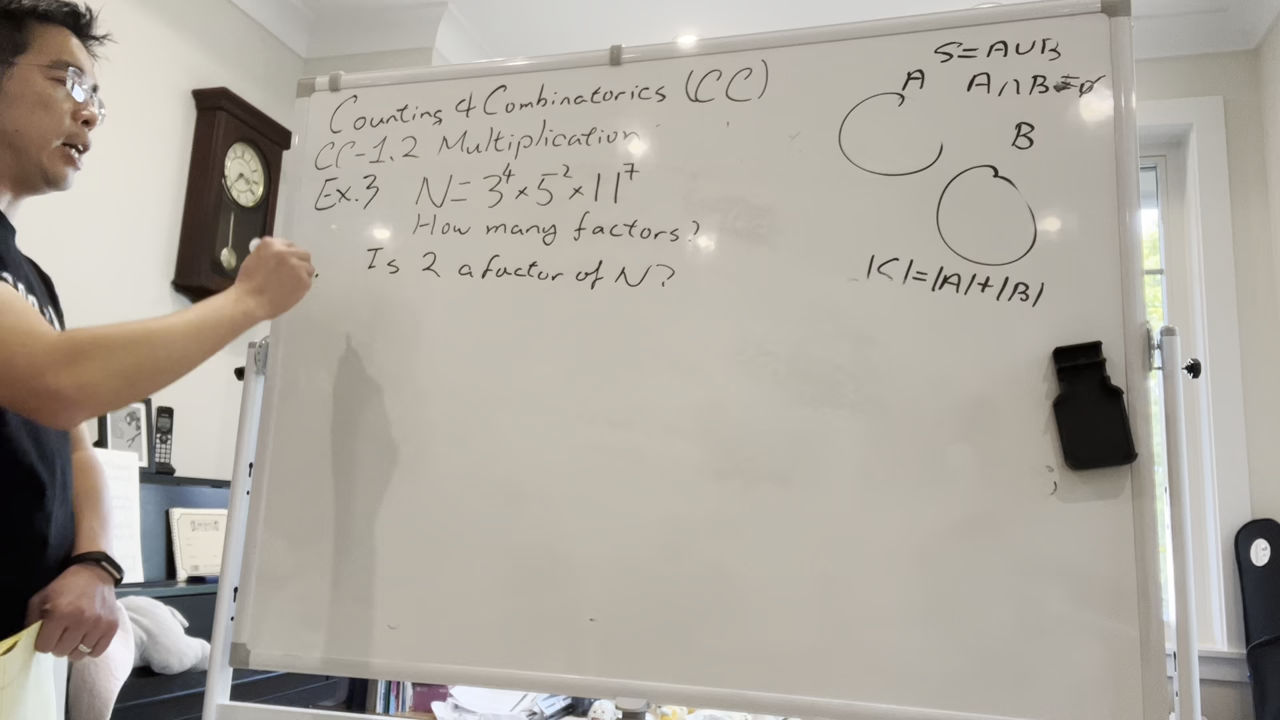 Counting & Combinatorics (CC)
CC-1.2 Multiplication
Ex.3 N = 3⁴ × 5² × 11⁷
How many factors?
Is 2 a factor of N?
S = A ∪ B
A A ∩ B = ∅
B
|S| = |A| + |B|